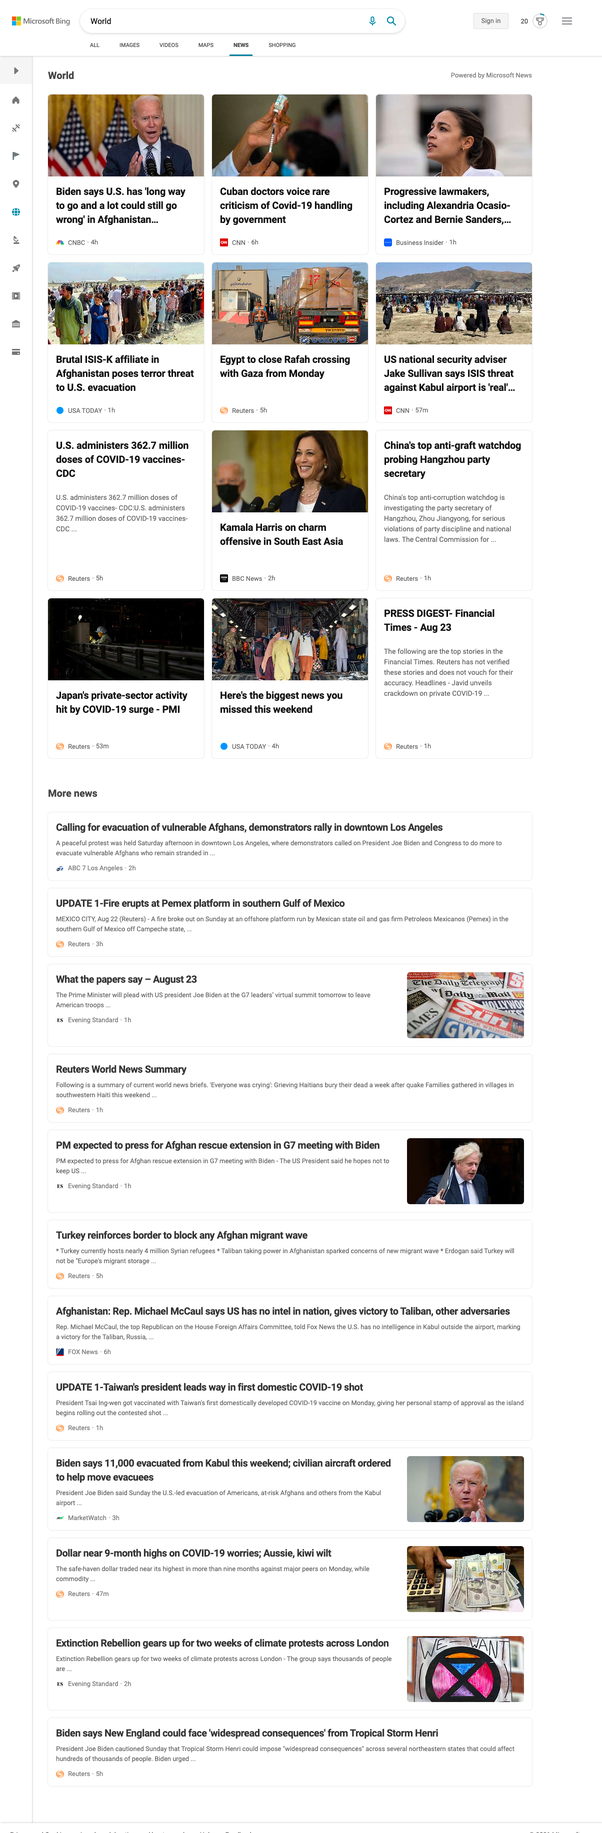 Microsoft Bing
World
Sign in
20
ALL IMAGES VIDEOS MAPS NEWS SHOPPING
World
Powered by Microsoft News
Biden says U.S. has 'long way
to go and a lot could still go
wrong' in Afghanistan...
CNBC · 4h
Cuban doctors voice rare
criticism of Covid-19 handling
by government
CNN · 6h
Progressive lawmakers,
including Alexandria Ocasio-
Cortez and Bernie Sanders,...
Business Insider · 1h
Brutal ISIS-K affiliate in
Afghanistan poses terror threat
to U.S. evacuation
USA TODAY · 1h
Egypt to close Rafah crossing
with Gaza from Monday
Reuters · 5h
US national security adviser
Jake Sullivan says ISIS threat
against Kabul airport is 'real'...
CNN · 57m
U.S. administers 362.7 million
doses of COVID-19 vaccines-
CDC
U.S. administers 362.7 million doses of
COVID-19 vaccines- CDC:U.S. administers
362.7 million doses of COVID-19 vaccines-
CDC ...
Reuters · 5h
Kamala Harris on charm
offensive in South East Asia
BBC News · 2h
China's top anti-graft watchdog
probing Hangzhou party
secretary
China's top anti-corruption watchdog is
investigating the party secretary of
Hangzhou, Zhou Jiangyong, for serious
violations of party discipline and national
laws. The Central Commission for ...
Reuters · 1h
Japan's private-sector activity
hit by COVID-19 surge - PMI
Reuters · 53m
Here's the biggest news you
missed this weekend
USA TODAY · 4h
PRESS DIGEST- Financial
Times - Aug 23
The following are the top stories in the
Financial Times. Reuters has not verified
these stories and does not vouch for their
accuracy. Headlines - Javid unveils
crackdown on private COVID-19 ...
Reuters · 1h
More news
Calling for evacuation of vulnerable Afghans, demonstrators rally in downtown Los Angeles
A peaceful protest was held Saturday afternoon in downtown Los Angeles, where demonstrators called on President Joe Biden and Congress to do more to
evacuate vulnerable Afghans who remain stranded in ...
ABC 7 Los Angeles · 2h
UPDATE 1-Fire erupts at Pemex platform in southern Gulf of Mexico
MEXICO CITY, Aug 22 (Reuters) - A fire broke out on Sunday at an offshore platform run by Mexican state oil and gas firm Petroleos Mexicanos (Pemex) in the
southern Gulf of Mexico off Campeche state, ...
Reuters · 3h
What the papers say – August 23
The Prime Minister will plead with US president Joe Biden at the G7 leaders' virtual summit tomorrow to leave
American troops ...
ES Evening Standard · 1h
The Daily Telegraph
Daily Mail
TIMES
Sun
GWY
Reuters World News Summary
Following is a summary of current world news briefs. 'Everyone was crying': Grieving Haitians bury their dead a week after quake Families gathered in villages in
southwestern Haiti this weekend ...
Reuters · 1h
PM expected to press for Afghan rescue extension in G7 meeting with Biden
PM expected to press for Afghan rescue extension in G7 meeting with Biden - The US President said he hopes not to
keep US ...
ES Evening Standard · 1h
Turkey reinforces border to block any Afghan migrant wave
* Turkey currently hosts nearly 4 million Syrian refugees * Taliban taking power in Afghanistan sparked concerns of new migrant wave * Erdogan said Turkey will
not be "Europe's migrant storage ...
Reuters · 5h
Afghanistan: Rep. Michael McCaul says US has no intel in nation, gives victory to Taliban, other adversaries
Rep. Michael McCaul, the top Republican on the House Foreign Affairs Committee, told Fox News the U.S. has no intelligence in Kabul outside the airport, marking
a victory for the Taliban, Russia, ...
FOX News · 6h
UPDATE 1-Taiwan's president leads way in first domestic COVID-19 shot
President Tsai Ing-wen got vaccinated with Taiwan's first domestically developed COVID-19 vaccine on Monday, giving her personal stamp of approval as the island
begins rolling out the contested shot ...
Reuters · 1h
Biden says 11,000 evacuated from Kabul this weekend; civilian aircraft ordered
to help move evacuees
President Joe Biden said Sunday the U.S.-led evacuation of Americans, at-risk Afghans and others from the Kabul
airport ...
MarketWatch · 3h
Dollar near 9-month highs on COVID-19 worries; Aussie, kiwi wilt
The safe-haven dollar traded near its highest in more than nine months against major peers on Monday, while
commodity ...
Reuters · 47m
Extinction Rebellion gears up for two weeks of climate protests across London
Extinction Rebellion gears up for two weeks of climate protests across London - The group says thousands of people
are ...
ES Evening Standard · 2h
WE WANT
Biden says New England could face 'widespread consequences' from Tropical Storm Henri
President Joe Biden cautioned Sunday that Tropical Storm Henri could impose "widespread consequences" across several northeastern states that could affect
hundreds of thousands of people. Biden urged ...
Reuters · 5h